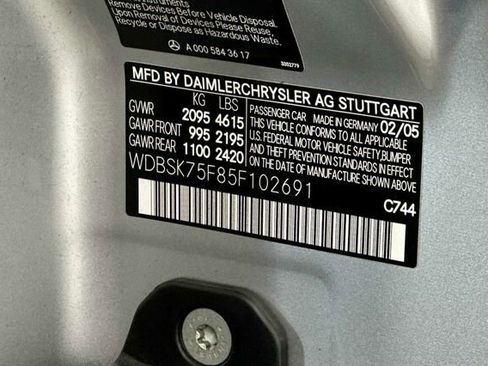 Instruments
Remove Devices Before Vehicle Disposal.
Upon Removal of Devices Please Reuse,
Recycle or Dispose as Hazardous Waste.
A 000 584 36 17
MFD BY DAIMLERCHRYSLER AG STUTTGART
KG LBS
GVWR 2095 4615
GAWR FRONT 995 2195
GAWR REAR 1100 2420
PASSENGER CAR MADE IN GERMANY 02/05
THIS VEHICLE CONFORMS TO ALL APPLICABLE
U.S. FEDERAL MOTOR VEHICLE SAFETY, BUMPER
AND THEFT PREVENTION STANDARDS IN EFFECT
ON THE DATE OF MANUFACTURE SHOWN ABOVE
WDBSK75F85F102691
C744